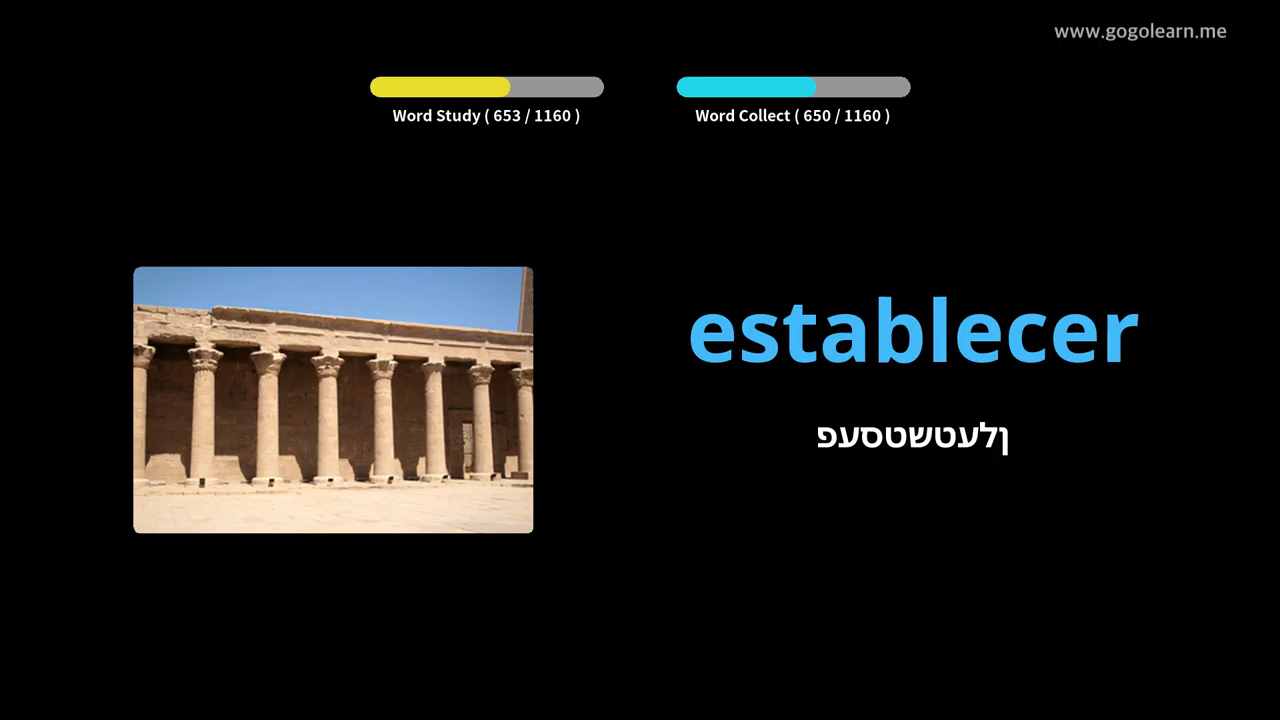 www.gogolearn.me
Word Study ( 653 / 1160 )
Word Collect ( 650 / 1160 )
establecer
ןלעטשטסעפ